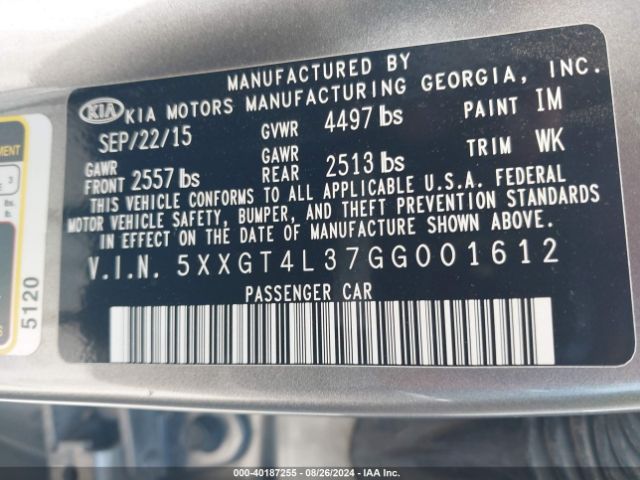 MANUFACTURED BY
KIA KIA MOTORS MANUFACTURING GEORGIA, INC.
SEP/22/15 GVWR 4497 lbs PAINT IM
GAWR FRONT 2557 lbs GAWR REAR 2513 lbs TRIM WK
THIS VEHICLE CONFORMS TO ALL APPLICABLE U.S.A. FEDERAL
MOTOR VEHICLE SAFETY, BUMPER, AND THEFT PREVENTION STANDARDS
IN EFFECT ON THE DATE OF MANUFACTURE SHOWN ABOVE.
V.I.N. 5XXGT4L37GG001612
PASSENGER CAR
5120
3
lbs.
lb.
000-40187255 - 08/26/2024 - IAA Inc.